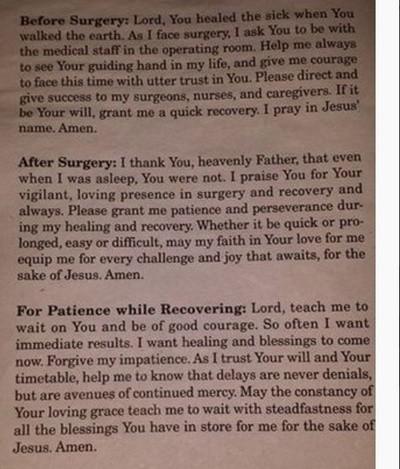 Before Surgery: Lord, You healed the sick when You
walked the earth. As I face surgery, I ask You to be with
the medical staff in the operating room. Help me always
to see Your guiding hand in my life, and give me courage
to face this time with utter trust in You. Please direct and
give success to my surgeons, nurses, and caregivers. If it
be Your will, grant me a quick recovery. I pray in Jesus'
name. Amen.
After Surgery: I thank You, heavenly Father, that even
when I was asleep, You were not. I praise You for Your
vigilant, loving presence in surgery and recovery and
always. Please grant me patience and perseverance dur-
ing my healing and recovery. Whether it be quick or pro-
longed, easy or difficult, may my faith in Your love for me
equip me for every challenge and joy that awaits, for the
sake of Jesus. Amen.
For Patience while Recovering: Lord, teach me to
wait on You and be of good courage. So often I want
immediate results. I want healing and blessings to come
now. Forgive my impatience. As I trust Your will and Your
timetable, help me to know that delays are never denials,
but are avenues of continued mercy. May the constancy of
Your loving grace teach me to wait with steadfastness for
all the blessings You have in store for me for the sake of
Jesus. Amen.